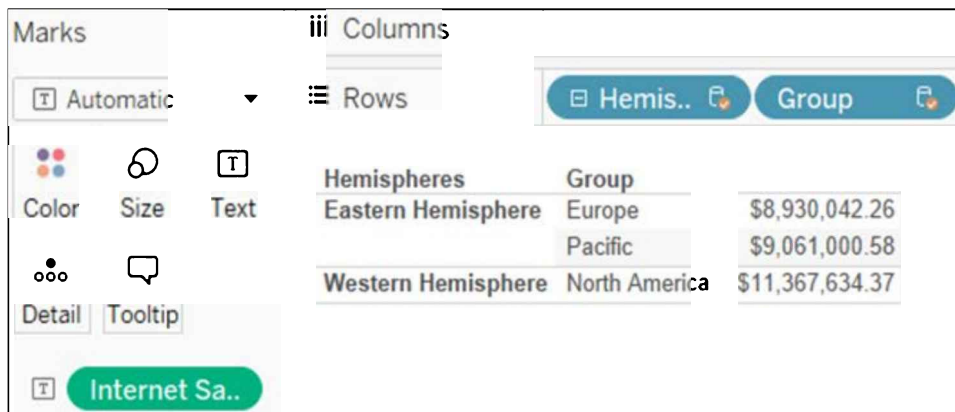 Marks
Columns
T Automatic
Rows
Hemis..
Group
T
Color
Size
Text
Detail
Tooltip
T Internet Sa..
Hemispheres Group
Eastern Hemisphere Europe $8,930,042.26
Pacific $9,061,000.58
Western Hemisphere North America $11,367,634.37